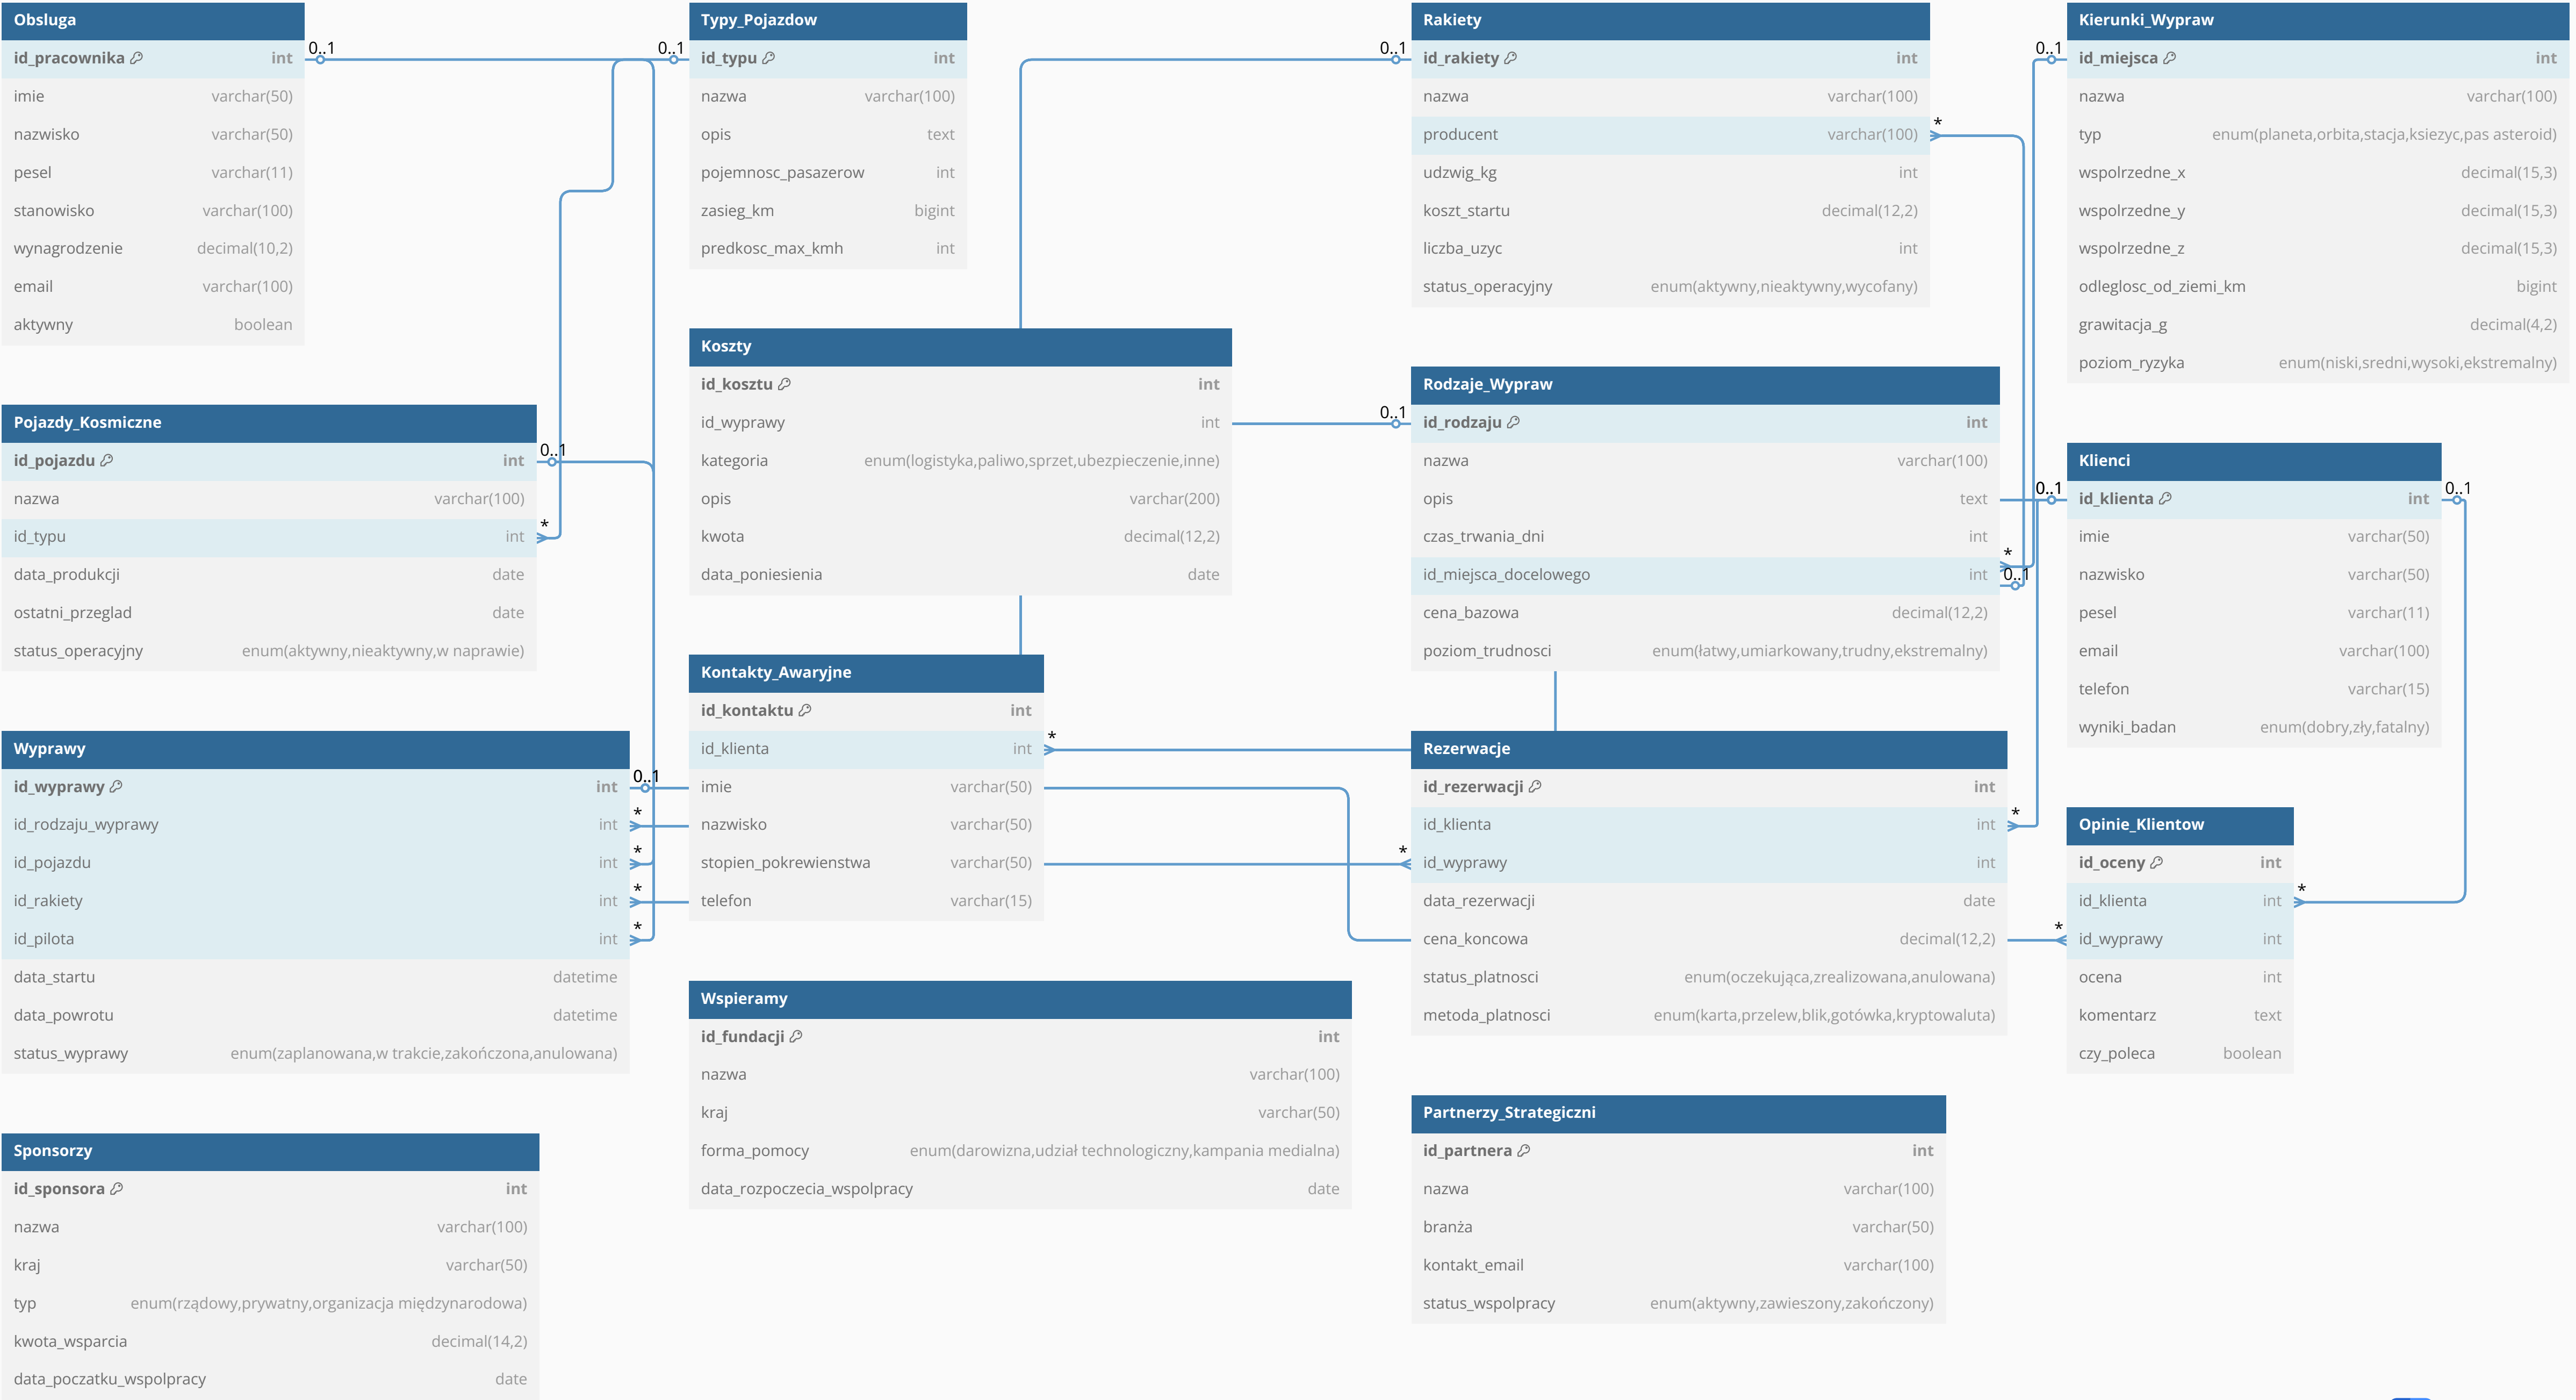 Obsluga
id_pracownika int
imie varchar(50)
nazwisko varchar(50)
pesel varchar(11)
stanowisko varchar(100)
wynagrodzenie decimal(10,2)
email varchar(100)
aktywny boolean
0..1
0..1
Typy_Pojazdow
id_typu int
nazwa varchar(100)
opis text
pojemnosc_pasazerow int
zasieg_km bigint
predkosc_max_kmh int
0..1
Rakiety
id_rakiety int
nazwa varchar(100)
producent varchar(100)
udzwig_kg int
koszt_startu decimal(12,2)
liczba_uzyc int
status_operacyjny enum(aktywny,nieaktywny,wycofany)
*
0..1
Kierunki_Wypraw
id_miejsca int
nazwa varchar(100)
typ enum(planeta,orbita,stacja,ksiezyc,pas asteroid)
wspolrzedne_x decimal(15,3)
wspolrzedne_y decimal(15,3)
wspolrzedne_z decimal(15,3)
odleglosc_od_ziemi_km bigint
grawitacja_g decimal(4,2)
poziom_ryzyka enum(niski,sredni,wysoki,ekstremalny)
Pojazdy_Kosmiczne
id_pojazdu int
nazwa varchar(100)
id_typu int
data_produkcji date
ostatni_przeglad date
status_operacyjny enum(aktywny,nieaktywny,w naprawie)
0..1
*
Koszty
id_kosztu int
id_wyprawy int
kategoria enum(logistyka,paliwo,sprzet,ubezpieczenie,inne)
opis varchar(200)
kwota decimal(12,2)
data_poniesienia date
0..1
Rodzaje_Wypraw
id_rodzaju int
nazwa varchar(100)
opis text
czas_trwania_dni int
id_miejsca_docelowego int
cena_bazowa decimal(12,2)
poziom_trudnosci enum(łatwy,umiarkowany,trudny,ekstremalny)
*
0..1
0..1
Klienci
id_klienta int
imie varchar(50)
nazwisko varchar(50)
pesel varchar(11)
email varchar(100)
telefon varchar(15)
wyniki_badan enum(dobry,zły,fatalny)
0..1
Wyprawy
id_wyprawy int
id_rodzaju_wyprawy int
id_pojazdu int
id_rakiety int
id_pilota int
data_startu datetime
data_powrotu datetime
status_wyprawy enum(zaplanowana,w trakcie,zakończona,anulowana)
0..1
*
*
*
*
Kontakty_Awaryjne
id_kontaktu int
id_klienta int
imie varchar(50)
nazwisko varchar(50)
stopien_pokrewienstwa varchar(50)
telefon varchar(15)
*
*
Rezerwacje
id_rezerwacji int
id_klienta int
id_wyprawy int
data_rezerwacji date
cena_koncowa decimal(12,2)
status_platnosci enum(oczekująca,zrealizowana,anulowana)
metoda_platnosci enum(karta,przelew,blik,gotówka,kryptowaluta)
*
*
Opinie_Klientow
id_oceny int
id_klienta int
id_wyprawy int
ocena int
komentarz text
czy_poleca boolean
*
Wspieramy
id_fundacji int
nazwa varchar(100)
kraj varchar(50)
forma_pomocy enum(darowizna,udział technologiczny,kampania medialna)
data_rozpoczecia_wspolpracy date
Partnerzy_Strategiczni
id_partnera int
nazwa varchar(100)
branża varchar(50)
kontakt_email varchar(100)
status_wspolpracy enum(aktywny,zawieszony,zakończony)
Sponsorzy
id_sponsora int
nazwa varchar(100)
kraj varchar(50)
typ enum(rządowy,prywatny,organizacja międzynarodowa)
kwota_wsparcia decimal(14,2)
data_poczatku_wspolpracy date